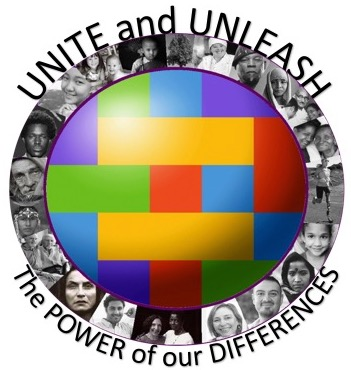 UNITE and UNLEASH
The POWER of our DIFFERENCES